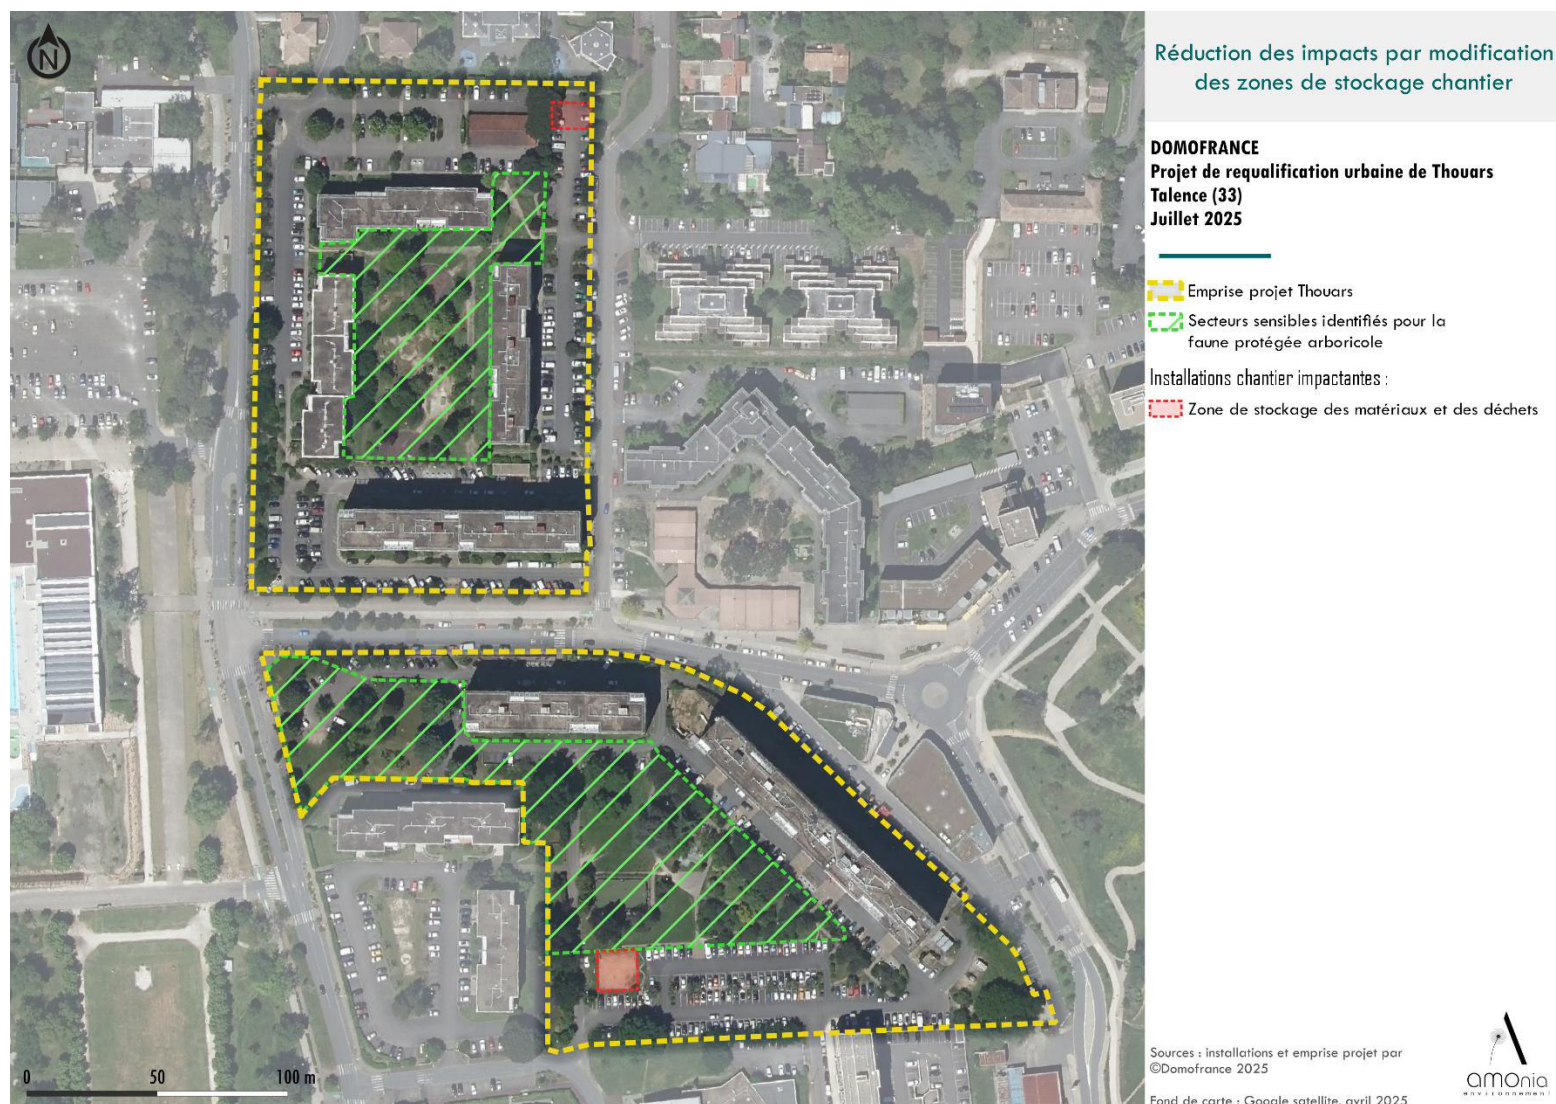 N
Réduction des impacts par modification
des zones de stockage chantier
DOMOFRANCE
Projet de requalification urbaine de Thouars
Talence (33)
Juillet 2025
Emprise projet Thouars
Secteurs sensibles identifiés pour la
faune protégée arboricole
Installations chantier impactantes :
Zone de stockage des matériaux et des déchets
0 50 100 m
Sources : installations et emprise projet par
©Domofrance 2025
Fond de carte : Google satellite, avril 2025
amonia
environnement